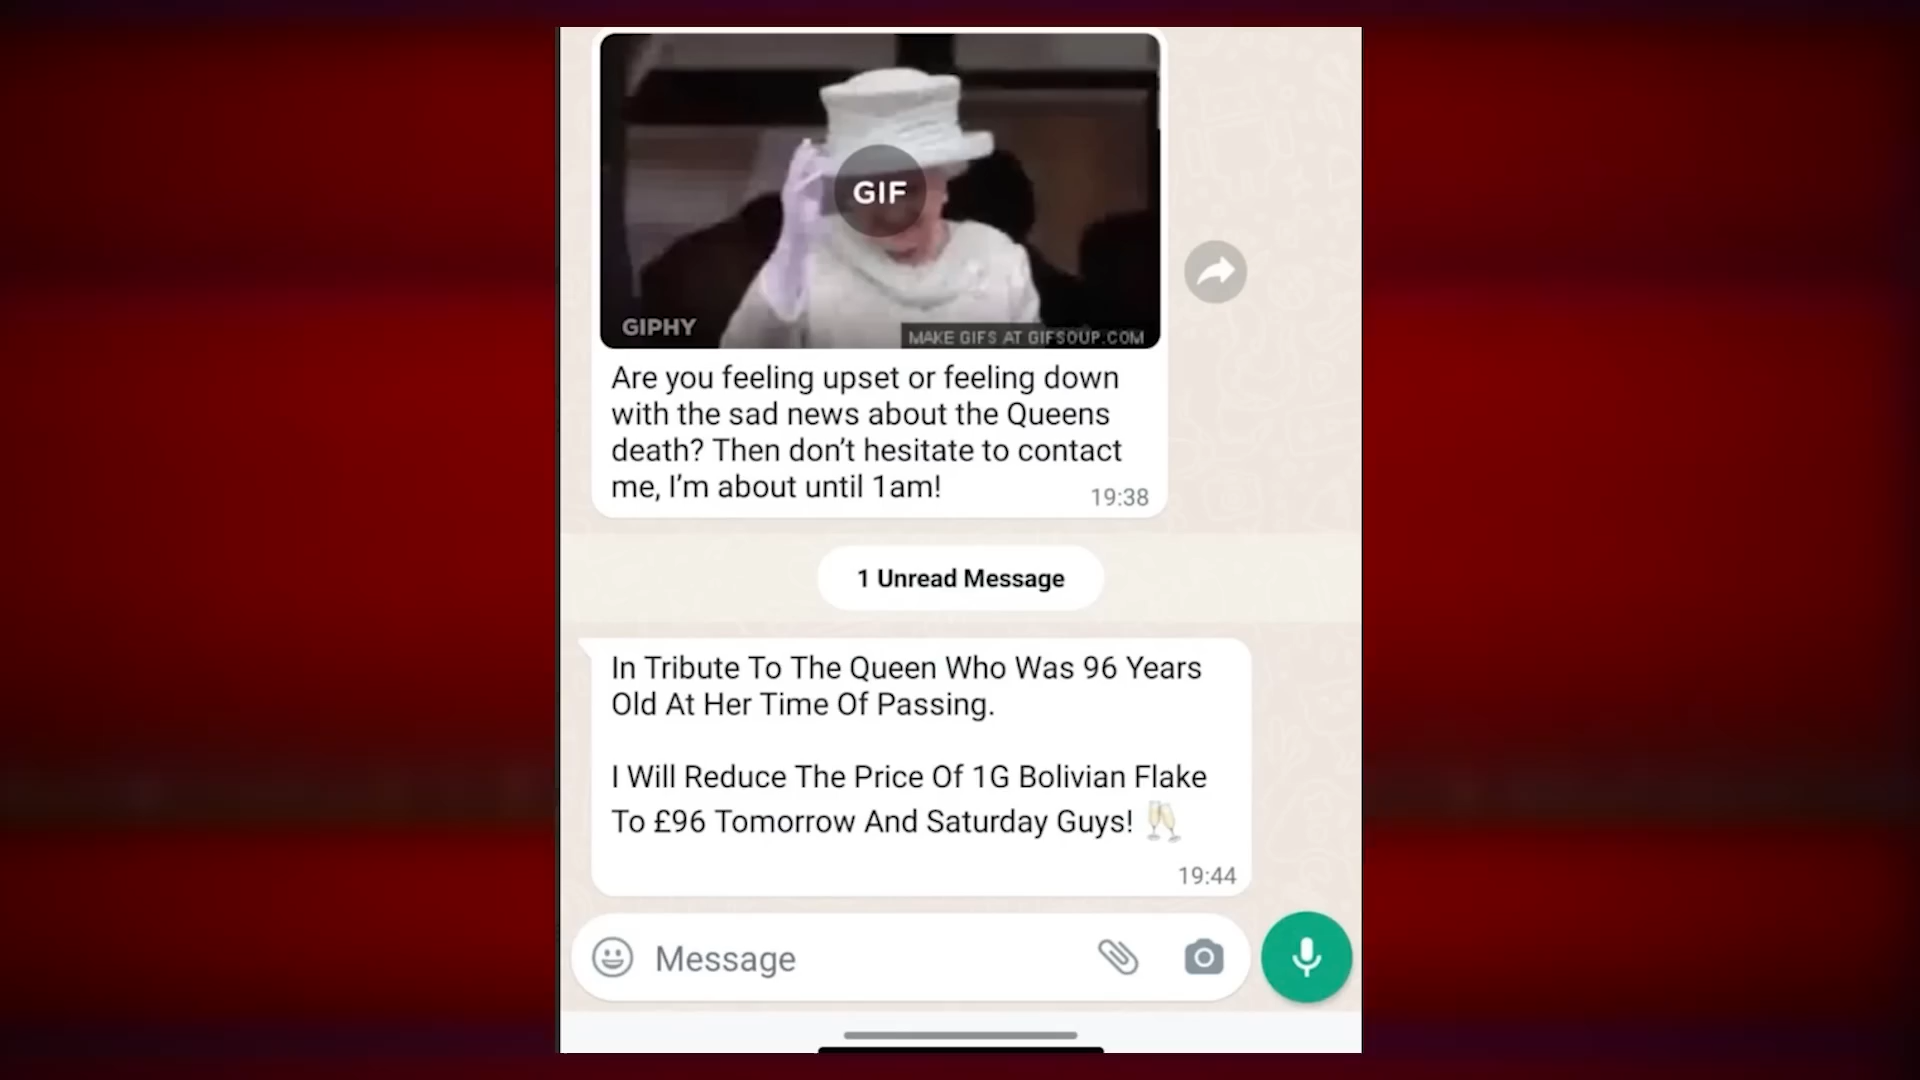 GIF
GIPHY
MAKE GIFS AT GIFSOUP.COM
Are you feeling upset or feeling down
with the sad news about the Queens
death? Then don’t hesitate to contact
me, I’m about until 1am!
19:38
1 Unread Message
In Tribute To The Queen Who Was 96 Years
Old At Her Time Of Passing.
I Will Reduce The Price Of 1G Bolivian Flake
To £96 Tomorrow And Saturday Guys! 🥂
19:44
Message